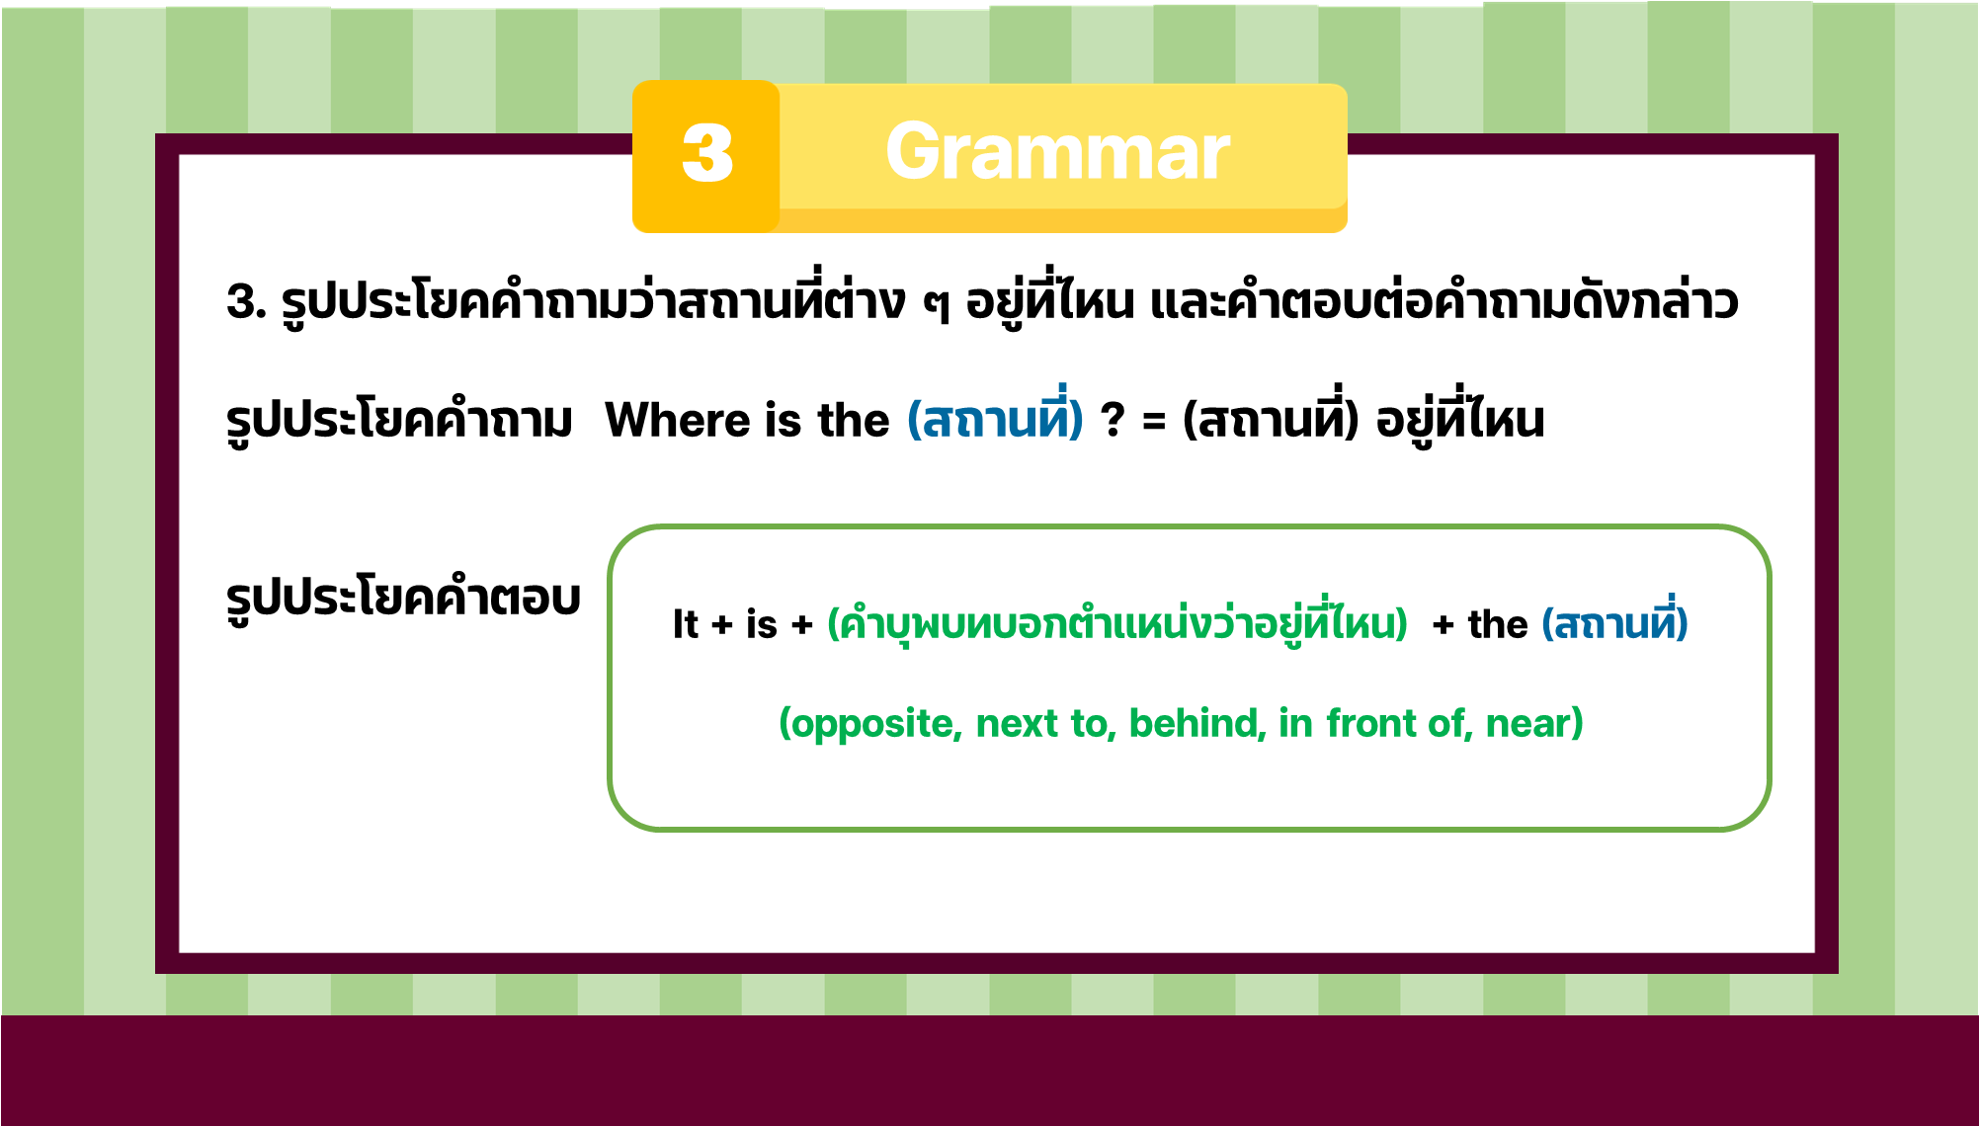 3 Grammar
3. รูปประโยคคำถามว่าสถานที่ต่าง ๆ อยู่ที่ไหน และคำตอบต่อคำถามดังกล่าว
รูปประโยคคำถาม Where is the (สถานที่) ? = (สถานที่) อยู่ที่ไหน
รูปประโยคคำตอบ
It + is + (คำบุพบทบอกตำแหน่งว่าอยู่ที่ไหน) + the (สถานที่)
(opposite, next to, behind, in front of, near)